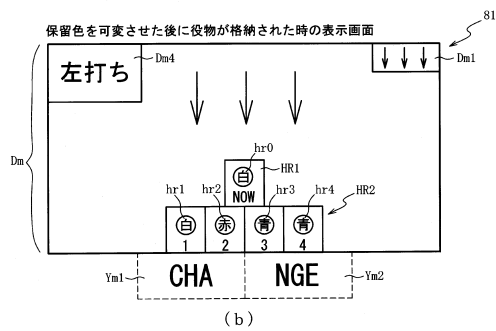 保留色を可変させた後に役物が格納された時の表示画面
81
左打ち
Dm4
Dm1
Dm
hr0
白
NOW
HR1
hr1
hr2
hr3
hr4
HR2
白
赤
青
青
1
2
3
4
Ym1
CHA
NGE
Ym2
(b)